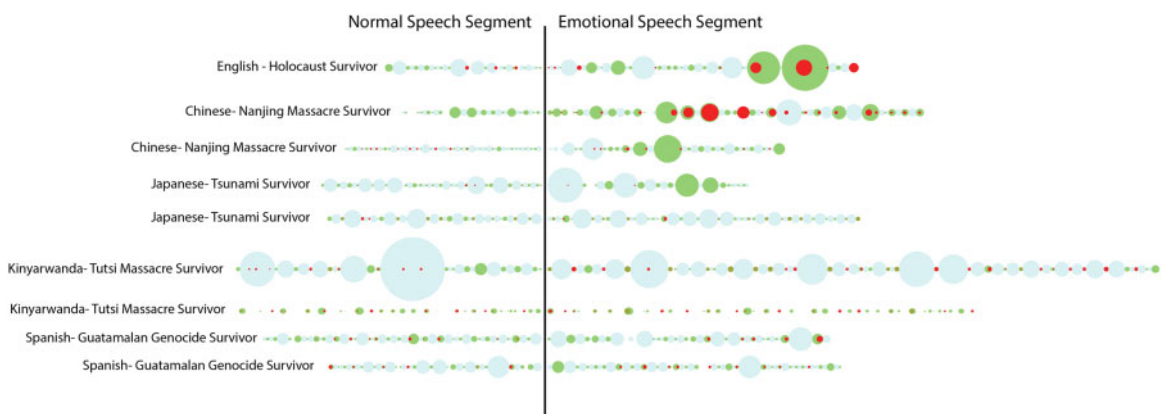 Normal Speech Segment
Emotional Speech Segment
English - Holocaust Survivor
Chinese- Nanjing Massacre Survivor
Chinese- Nanjing Massacre Survivor
Japanese- Tsunami Survivor
Japanese- Tsunami Survivor
Kinyarwanda- Tutsi Massacre Survivor
Kinyarwanda- Tutsi Massacre Survivor
Spanish- Guatamalan Genocide Survivor
Spanish- Guatamalan Genocide Survivor